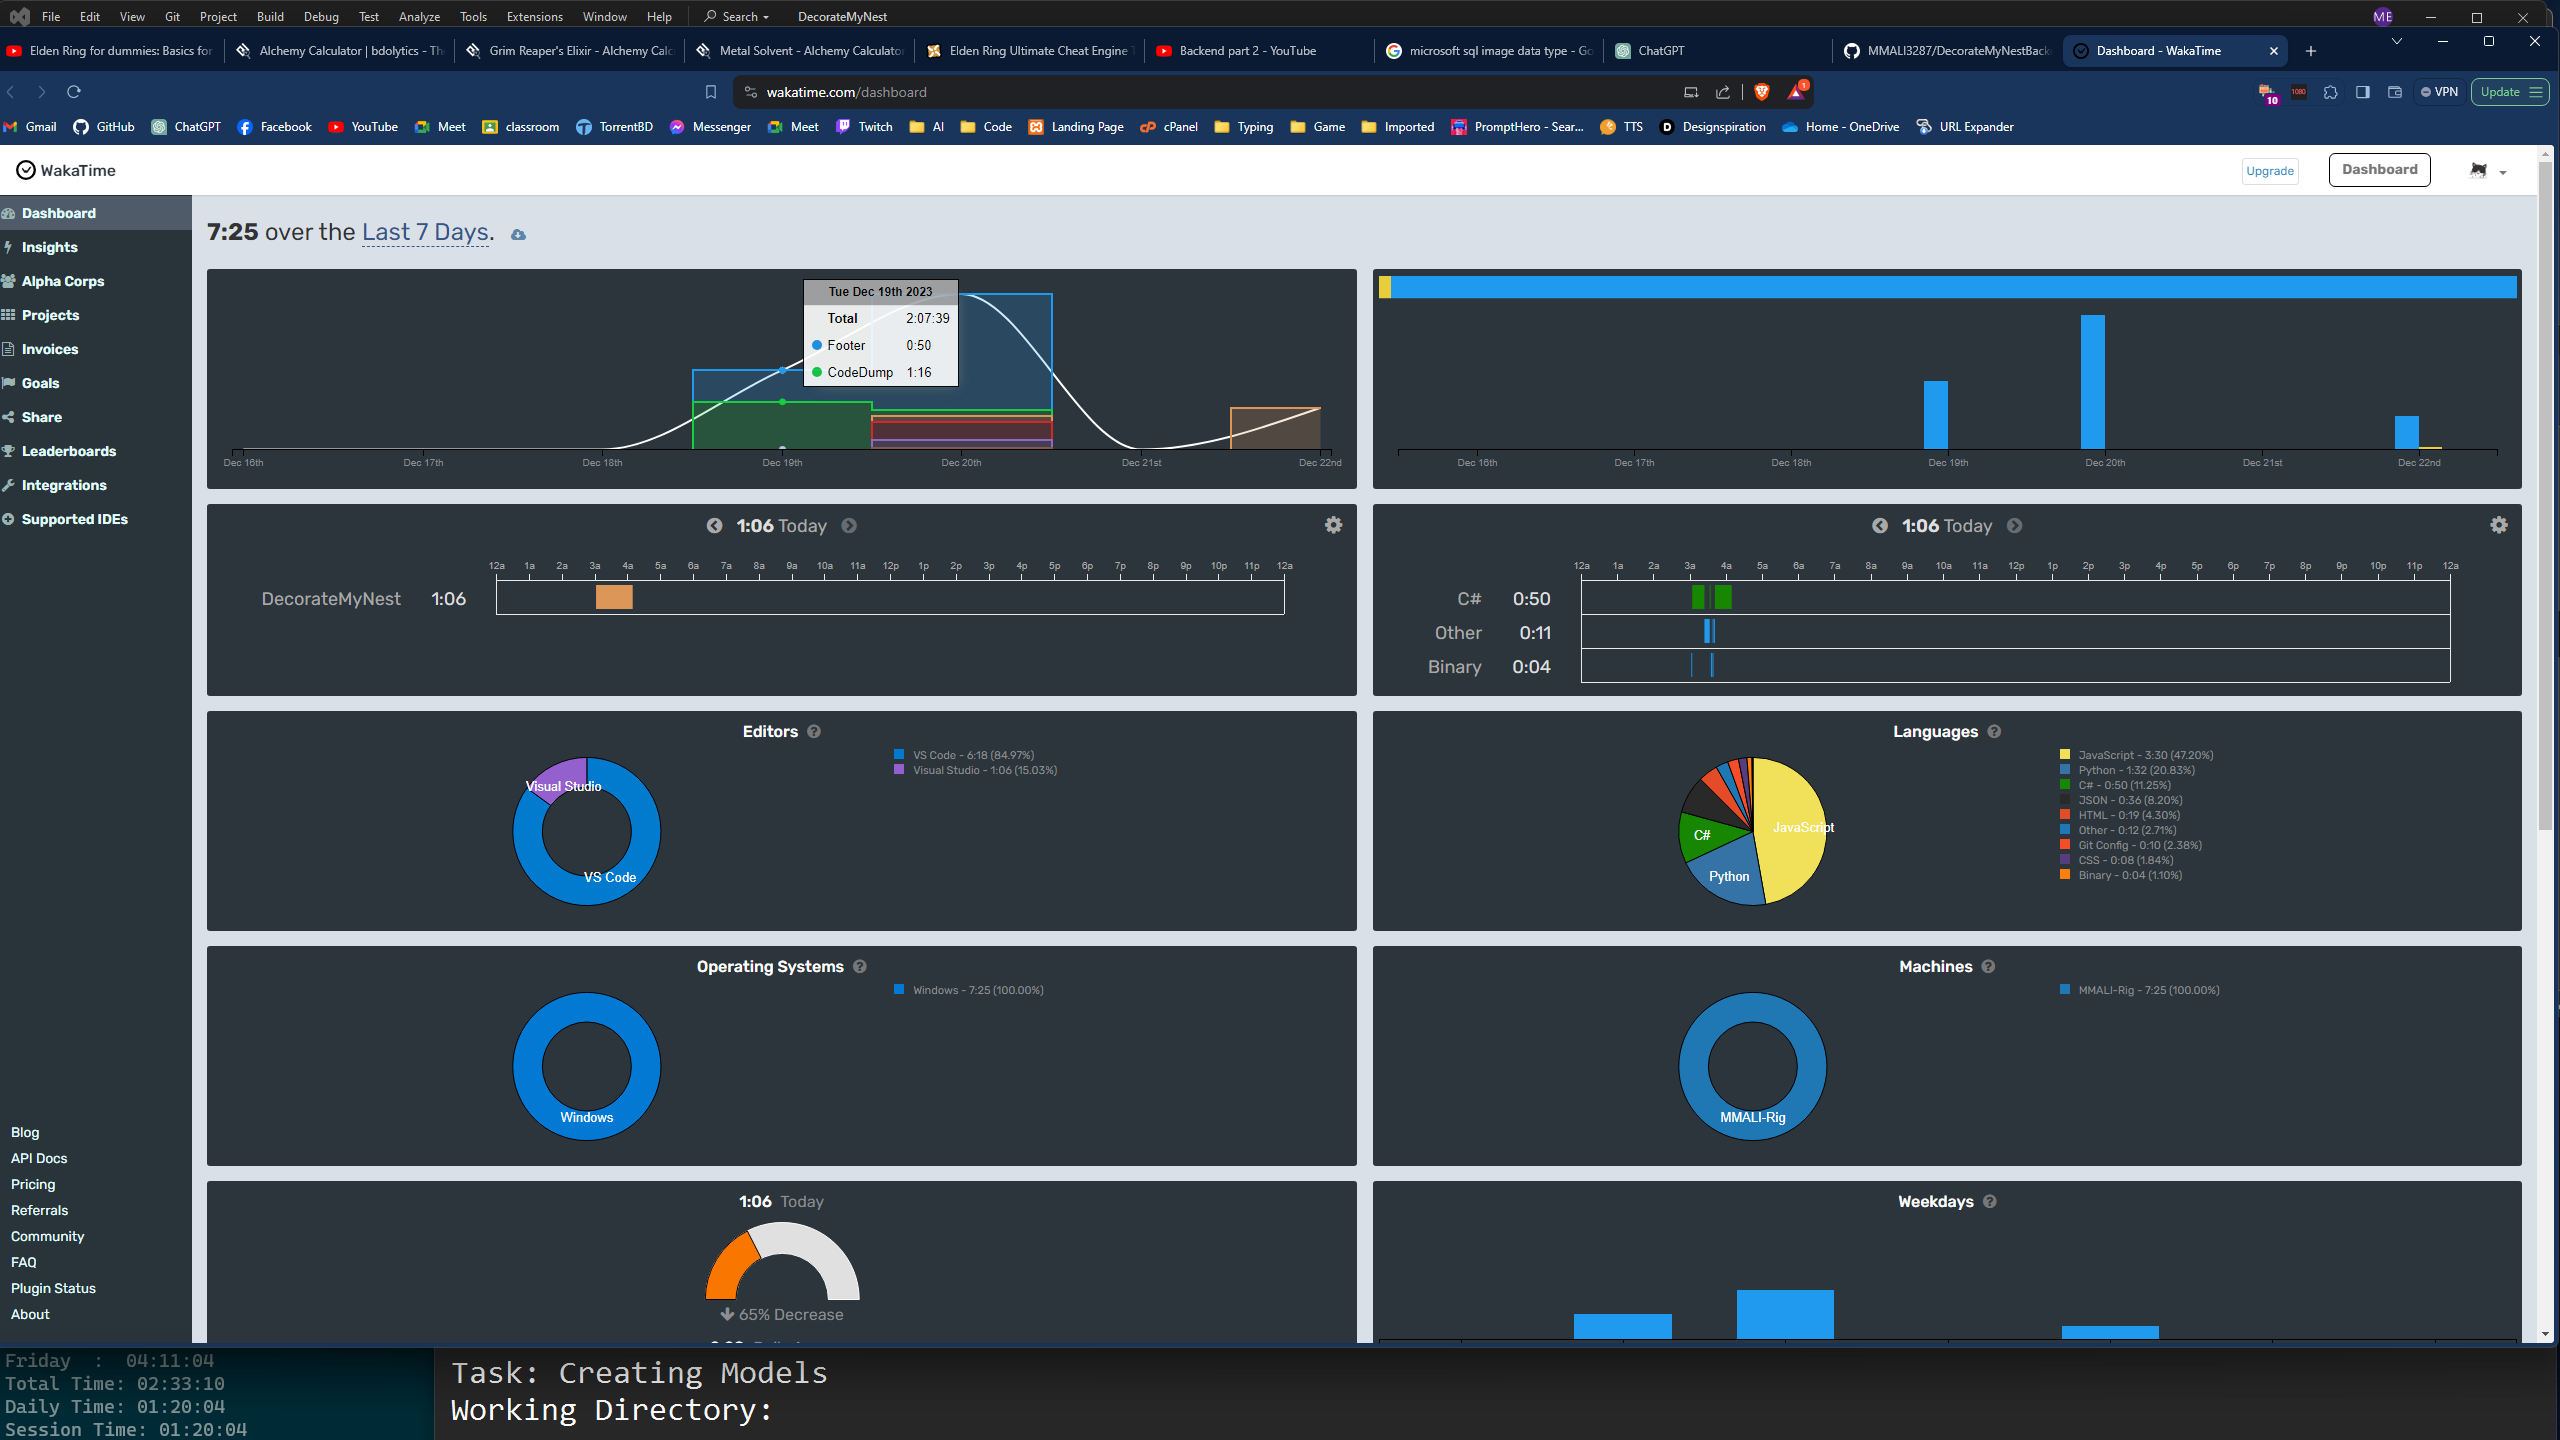 File Edit View Git Project Build Debug Test Analyze Tools Extensions Window Help Search DecorateMyNest ME
Elden Ring for dummies: Basics for
Alchemy Calculator | bdolytics - Th
Grim Reaper's Elixir - Alchemy Calc
Metal Solvent - Alchemy Calculator
Elden Ring Ultimate Cheat Engine T
Backend part 2 - YouTube
microsoft sql image data type - Go
ChatGPT
MMALI3287/DecorateMyNestBack
Dashboard - WakaTime
wakatime.com/dashboard
1
10
1080
VPN
Update
Gmail GitHub ChatGPT Facebook YouTube Meet classroom TorrentBD Messenger Meet Twitch AI Code Landing Page cPanel Typing Game Imported PromptHero - Sear... TTS Designspiration Home - OneDrive URL Expander
WakaTime
Upgrade
Dashboard
Dashboard
Insights
Alpha Corps
Projects
Invoices
Goals
Share
Leaderboards
Integrations
Supported IDEs
Blog
API Docs
Pricing
Referrals
Community
FAQ
Plugin Status
About
7:25 over the Last 7 Days.
Tue Dec 19th 2023
Total 2:07:39
Footer 0:50
CodeDump 1:16
Dec 16th Dec 17th Dec 18th Dec 19th Dec 20th Dec 21st Dec 22nd
Dec 16th Dec 17th Dec 18th Dec 19th Dec 20th Dec 21st Dec 22nd
1:06 Today
12a 1a 2a 3a 4a 5a 6a 7a 8a 9a 10a 11a 12p 1p 2p 3p 4p 5p 6p 7p 8p 9p 10p 11p 12a
DecorateMyNest 1:06
1:06 Today
12a 1a 2a 3a 4a 5a 6a 7a 8a 9a 10a 11a 12p 1p 2p 3p 4p 5p 6p 7p 8p 9p 10p 11p 12a
C# 0:50
Other 0:11
Binary 0:04
Editors
Visual Studio
VS Code
VS Code - 6:18 (84.97%)
Visual Studio - 1:06 (15.03%)
Languages
JavaScript
C#
Python
JavaScript - 3:30 (47.20%)
Python - 1:32 (20.83%)
C# - 0:50 (11.25%)
JSON - 0:36 (8.20%)
HTML - 0:19 (4.30%)
Other - 0:12 (2.71%)
Git Config - 0:10 (2.38%)
CSS - 0:08 (1.84%)
Binary - 0:04 (1.10%)
Operating Systems
Windows
Windows - 7:25 (100.00%)
Machines
MMALI-Rig
MMALI-Rig - 7:25 (100.00%)
1:06 Today
65% Decrease
Weekdays
Friday : 04:11:04
Total Time: 02:33:10
Daily Time: 01:20:04
Session Time: 01:20:04
Task: Creating Models
Working Directory: